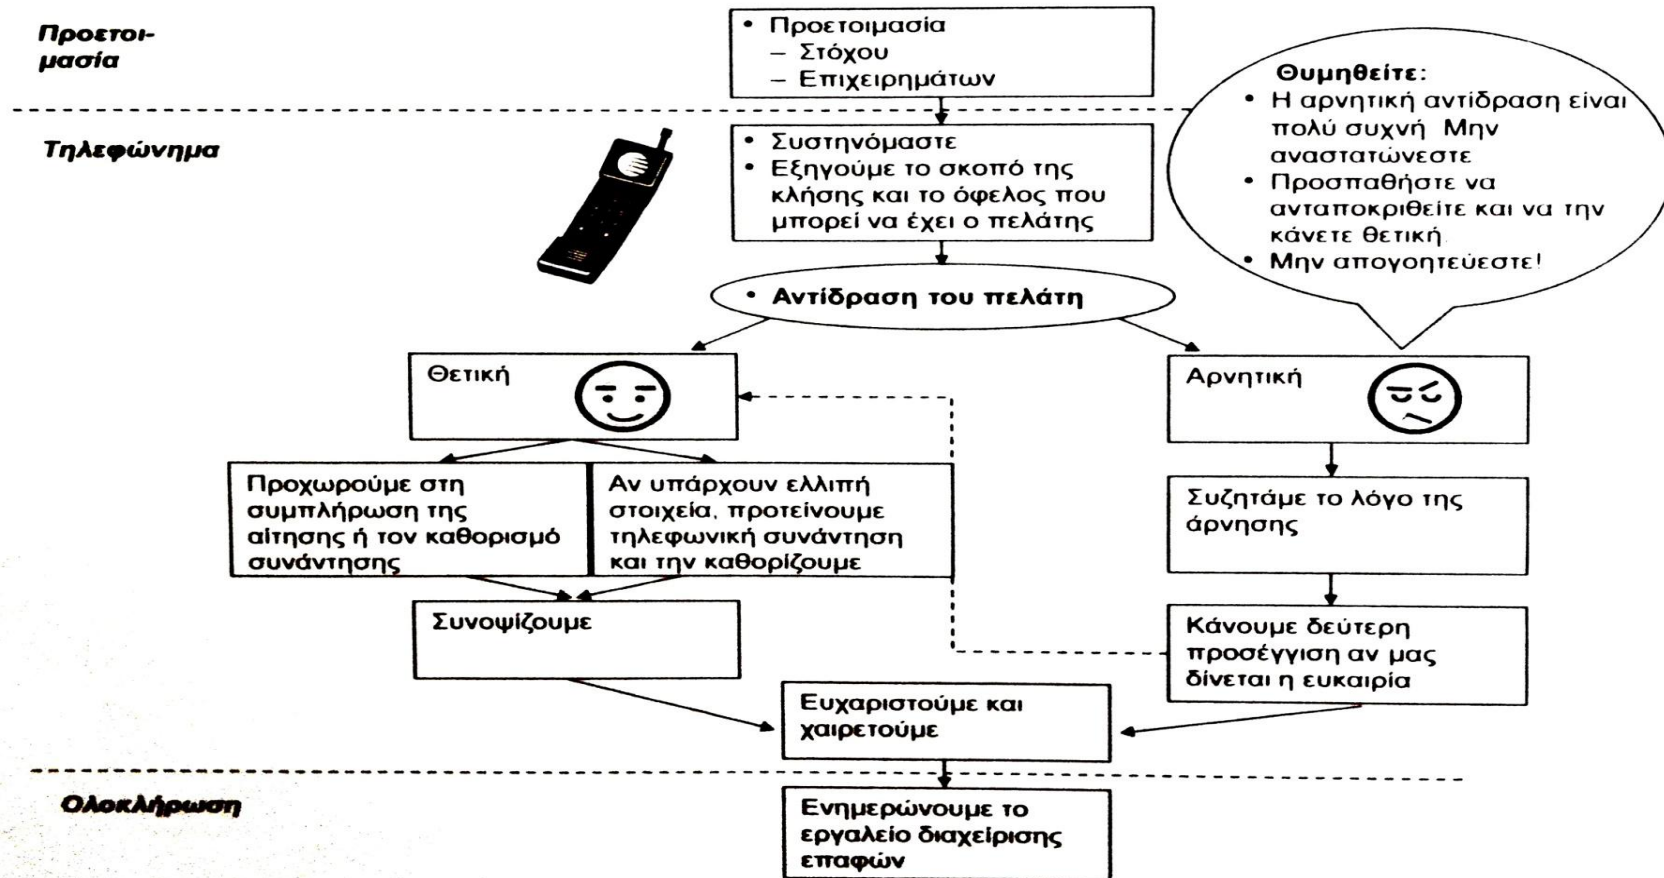 Προετοι-
μασία
• Προετοιμασία
– Στόχου
– Επιχειρημάτων
Θυμηθείτε:
• Η αρνητική αντίδραση είναι
πολύ συχνή Μην
αναστατώνεστε
• Προσπαθήστε να
ανταποκριθείτε και να την
κάνετε θετική.
• Μην απογοητεύεστε!
Τηλεφώνημα
• Συστηνόμαστε
• Εξηγούμε το σκοπό της
κλήσης και το όφελος που
μπορεί να έχει ο πελάτης
• Αντίδραση του πελάτη
Θετική
Αρνητική
Προχωρούμε στη
συμπλήρωση της
αίτησης ή τον καθορισμό
συνάντησης
Αν υπάρχουν ελλιπή
στοιχεία, προτείνουμε
τηλεφωνική συνάντηση
και την καθορίζουμε
Συζητάμε το λόγο της
άρνησης
Συνοψίζουμε
Κάνουμε δεύτερη
προσέγγιση αν μας
δίνεται η ευκαιρία
Ευχαριστούμε και
χαιρετούμε
Ολοκλήρωση
Ενημερώνουμε το
εργαλείο διαχείρισης
επαφών